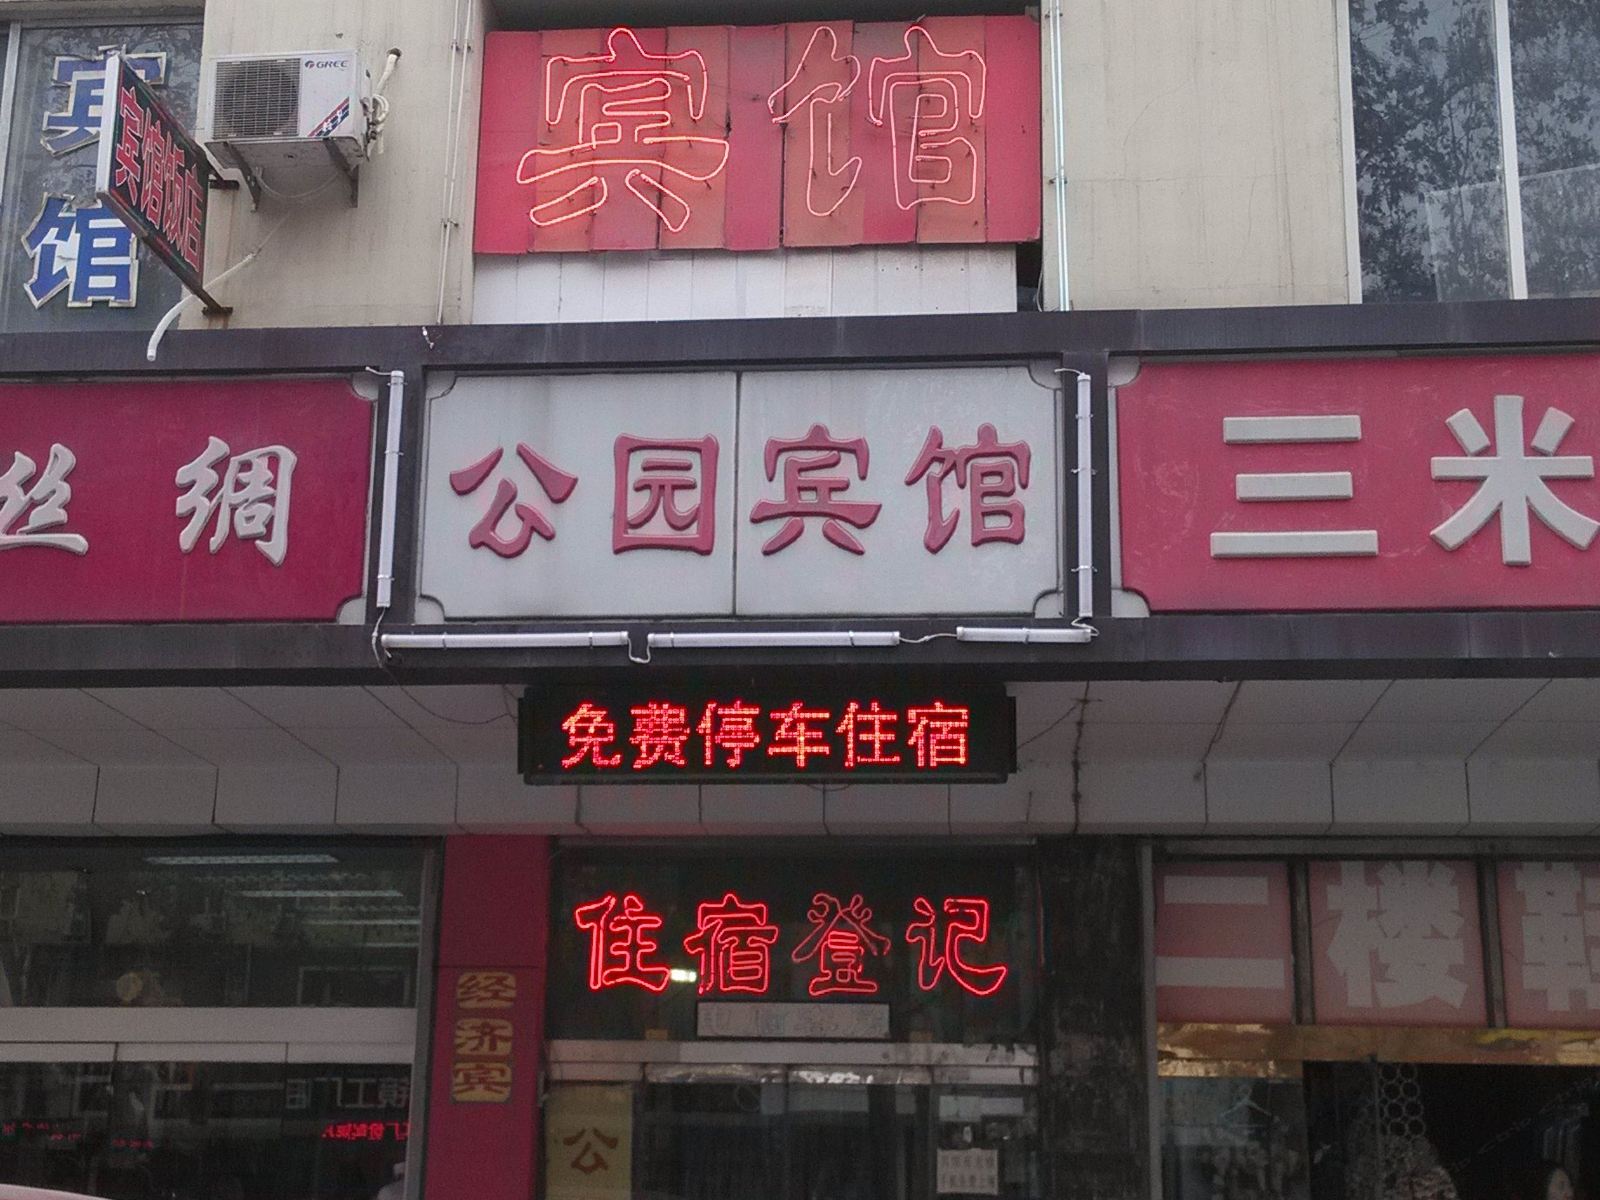 宾馆
GREE
宾馆饭店
宾馆
丝绸
公园宾馆
三米
免费停车住宿
住宿登记
二楼
经济宾
公